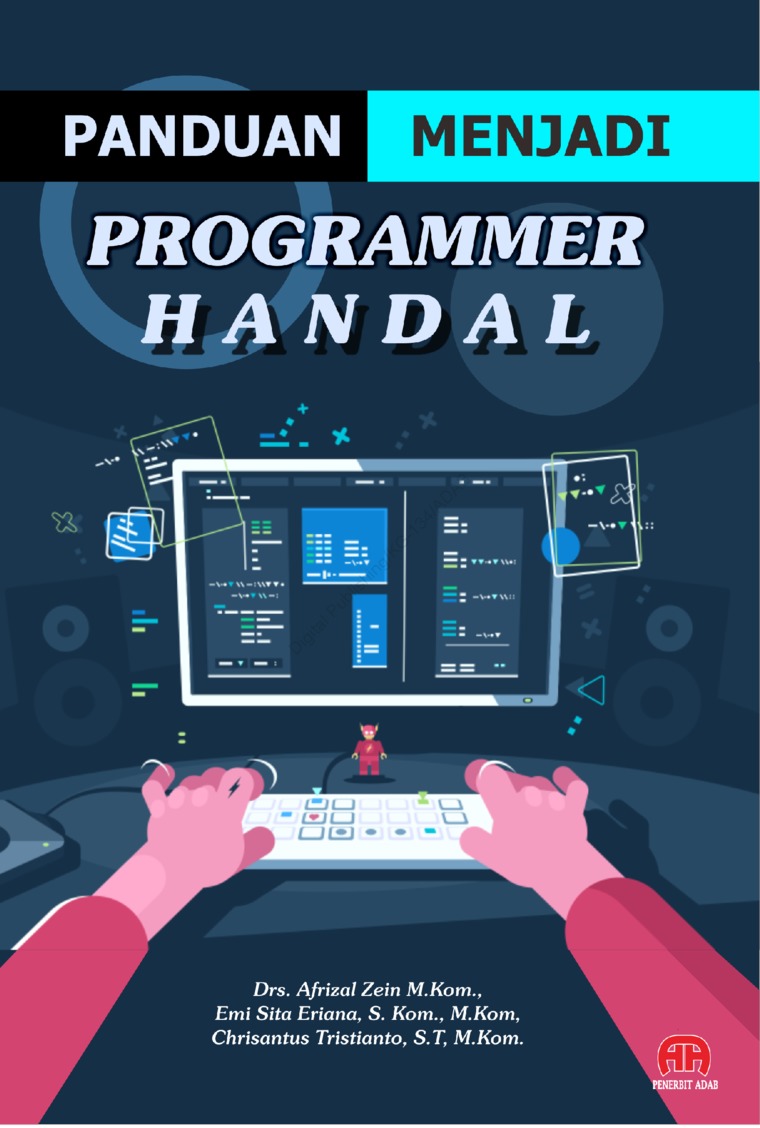 PANDUAN MENJADI
PROGRAMMER
HANDAL
Drs. Afrizal Zein M.Kom.,
Emi Sita Eriana, S. Kom., M.Kom,
Chrisantus Tristianto, S.T, M.Kom.
PENERBIT ADAB